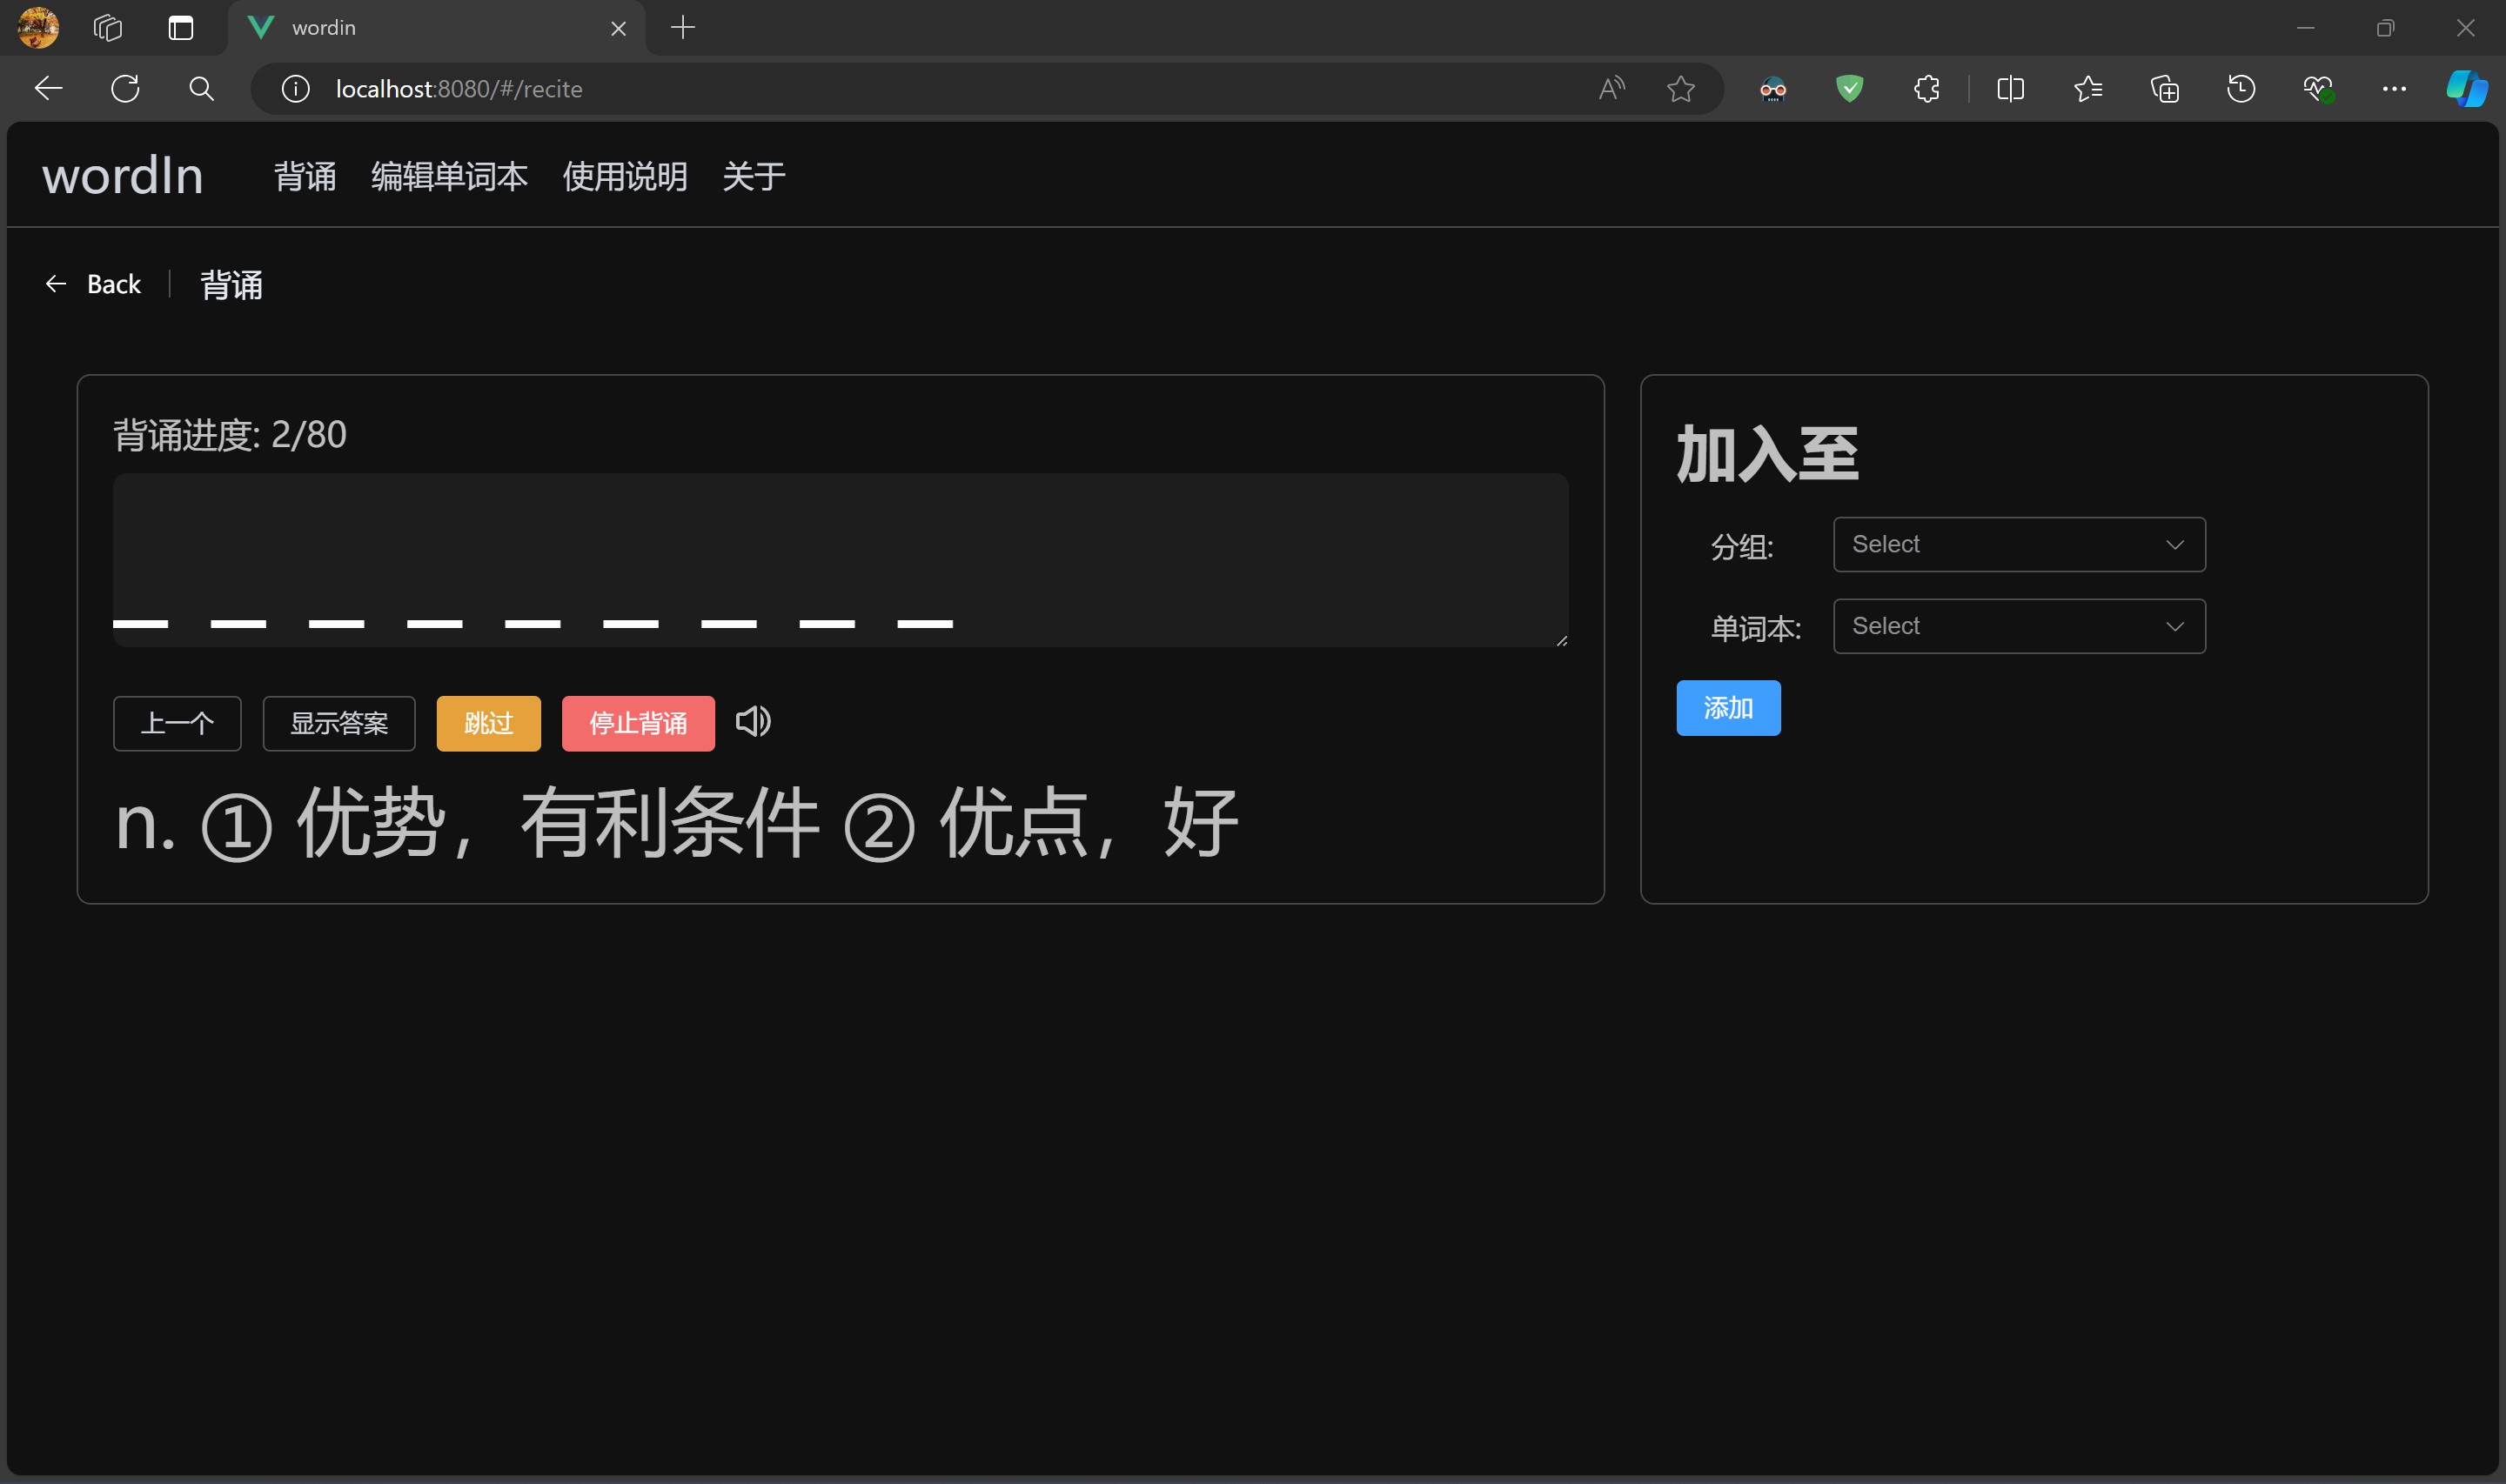 wordin
localhost:8080/#/recite
wordIn 背诵 编辑单词本 使用说明 关于
Back 背诵
背诵进度: 2/80
上一个 显示答案 跳过 停止背诵
n. ① 优势，有利条件 ② 优点，好
加入至
分组: Select
单词本: Select
添加